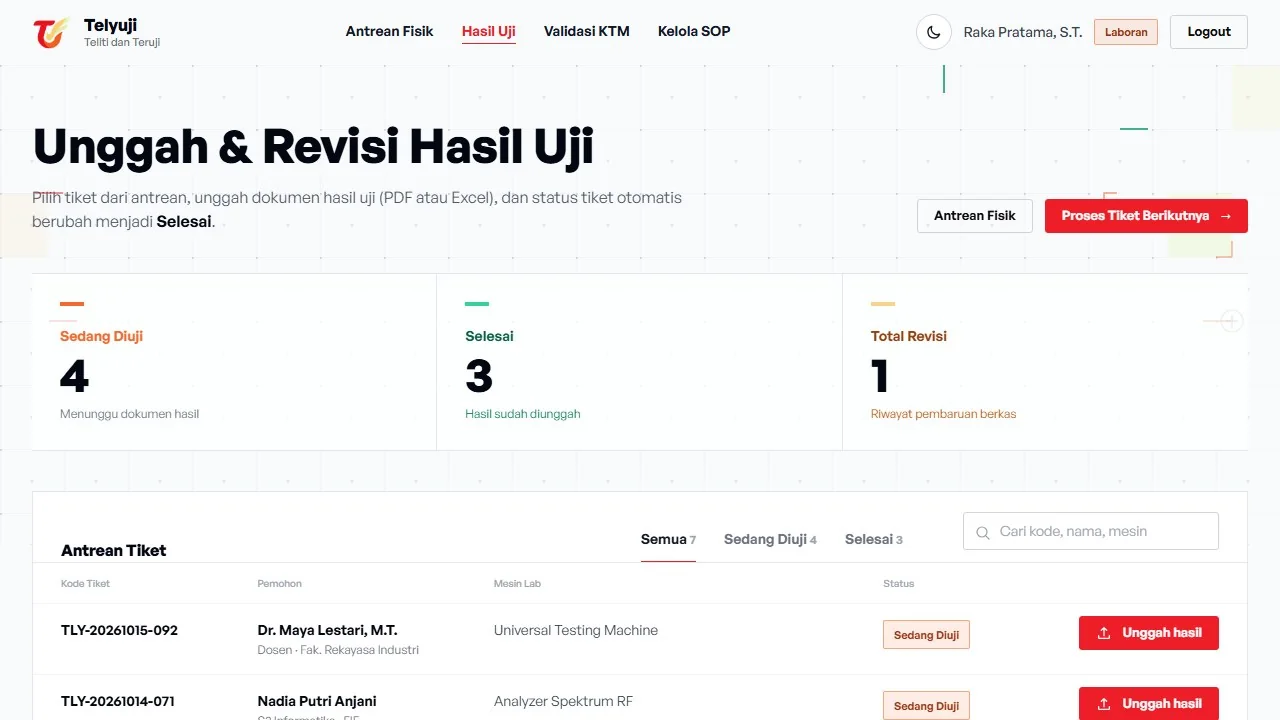 Telyuji
Teliti dan Teruji
Antrean Fisik
Hasil Uji
Validasi KTM
Kelola SOP
Raka Pratama, S.T.
Laboran
Logout
Unggah & Revisi Hasil Uji
Pilih tiket dari antrean, unggah dokumen hasil uji (PDF atau Excel), dan status tiket otomatis
berubah menjadi Selesai.
Antrean Fisik
Proses Tiket Berikutnya →
Sedang Diuji
4
Menunggu dokumen hasil
Selesai
3
Hasil sudah diunggah
Total Revisi
1
Riwayat pembaruan berkas
Antrean Tiket
Semua 7
Sedang Diuji 4
Selesai 3
Cari kode, nama, mesin
Kode Tiket
Pemohon
Mesin Lab
Status
TLY-20261015-092
Dr. Maya Lestari, M.T.
Dosen · Fak. Rekayasa Industri
Universal Testing Machine
Sedang Diuji
Unggah hasil
TLY-20261014-071
Nadia Putri Anjani
Analyzer Spektrum RF
Sedang Diuji
Unggah hasil